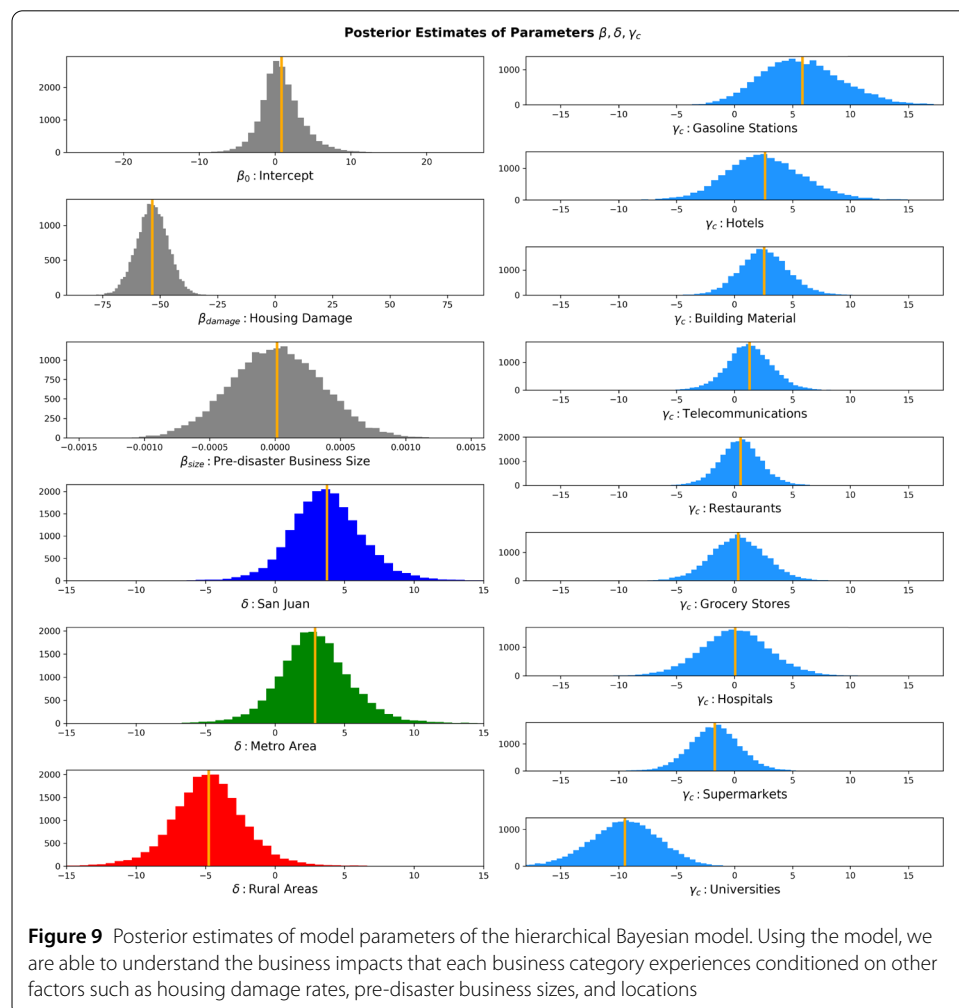 Posterior Estimates of Parameters β, δ, γc
2000
1000
0
-20 -10 0 10 20
β0 : Intercept
1000
500
0
-75 -50 -25 0 25 50 75
βdamage : Housing Damage
1000
750
500
250
0
-0.0015 -0.0010 -0.0005 0.0000 0.0005 0.0010 0.0015
βsize : Pre-disaster Business Size
2000
1500
1000
500
0
-15 -10 -5 0 5 10 15
δ : San Juan
2000
1500
1000
500
0
-15 -10 -5 0 5 10 15
δ : Metro Area
2000
1500
1000
500
0
-15 -10 -5 0 5 10 15
δ : Rural Areas
1000
0
-15 -10 -5 0 5 10 15
γc : Gasoline Stations
1000
0
-15 -10 -5 0 5 10 15
γc : Hotels
1000
0
-15 -10 -5 0 5 10 15
γc : Building Material
1000
0
-15 -10 -5 0 5 10 15
γc : Telecommunications
2000
1000
0
-15 -10 -5 0 5 10 15
γc : Restaurants
1000
0
-15 -10 -5 0 5 10 15
γc : Grocery Stores
1000
0
-15 -10 -5 0 5 10 15
γc : Hospitals
1000
0
-15 -10 -5 0 5 10 15
γc : Supermarkets
1000
0
-15 -10 -5 0 5 10 15
γc : Universities
Figure 9 Posterior estimates of model parameters of the hierarchical Bayesian model. Using the model, we
are able to understand the business impacts that each business category experiences conditioned on other
factors such as housing damage rates, pre-disaster business sizes, and locations